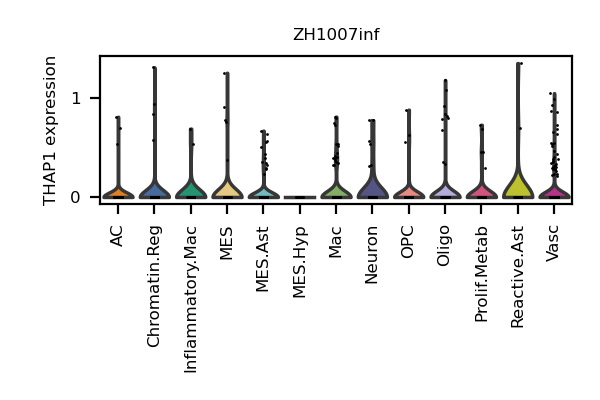 ZH1007inf
THAP1 expression
1
0
AC
Chromatin.Reg
Inflammatory.Mac
MES
MES.Ast
MES.Hyp
Mac
Neuron
OPC
Oligo
Prolif.Metab
Reactive.Ast
Vasc